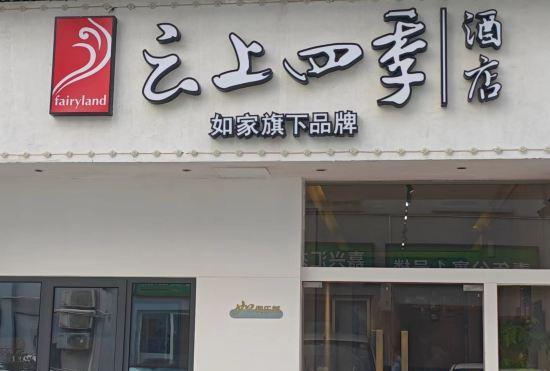 fairyland
云上四季
酒店
如家旗下品牌